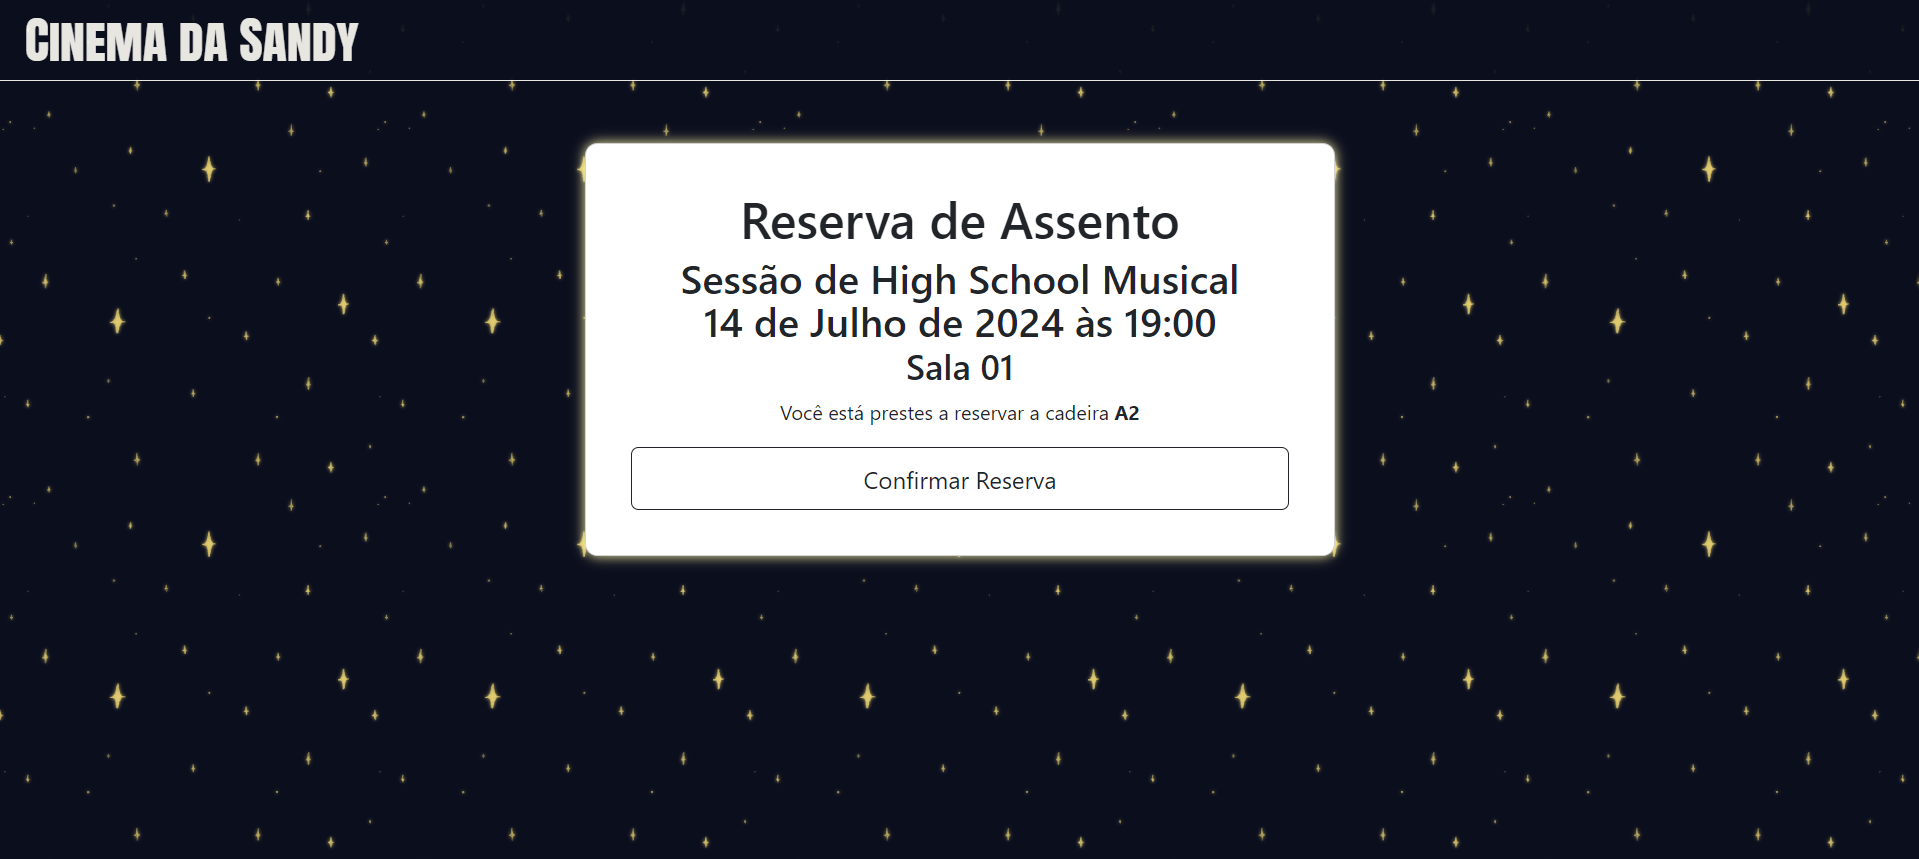 Cinema da Sandy
Reserva de Assento
Sessão de High School Musical
14 de Julho de 2024 às 19:00
Sala 01
Você está prestes a reservar a cadeira A2
Confirmar Reserva